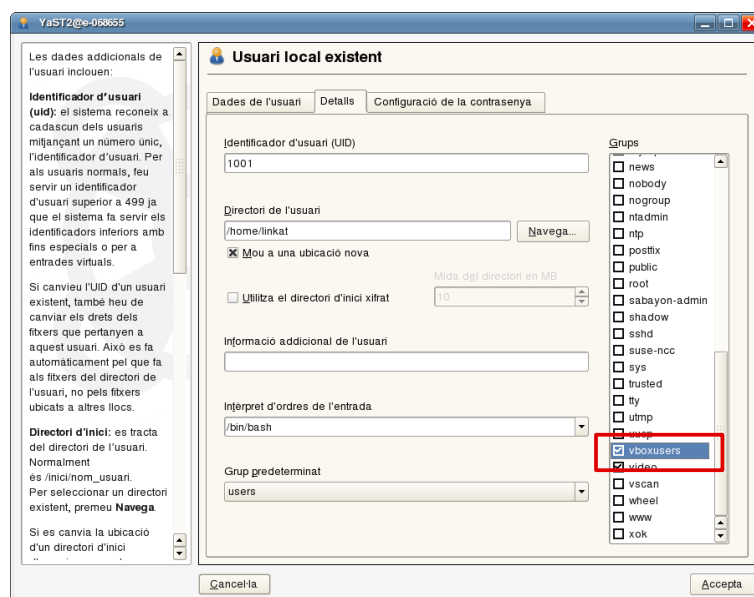 YaST2@e-068655
Les dades addicionals de
l'usuari inclouen:
Identificador d'usuari
(uid): el sistema reconeix a
cadascun dels usuaris
mitjançant un número únic,
l'identificador d'usuari. Per
als usuaris normals, feu
servir un identificador
d'usuari superior a 499 ja
que el sistema fa servir els
identificadors inferiors amb
fins especials o per a
entrades virtuals.
Si canvieu l'UID d'un usuari
existent, també heu de
canviar els drets dels
fitxers que pertanyen a
aquest usuari. Això es fa
automàticament pel que fa
als fitxers del directori de
l'usuari, no pels fitxers
ubicats a altres llocs.
Directori d'inici: es tracta
del directori de l'usuari.
Normalment
és /inici/nom_usuari.
Per seleccionar un directori
existent, premeu Navega.
Si es canvia la ubicació
d'un directori d'inici
Usuari local existent
Dades de l'usuari
Detalls
Configuració de la contrasenya
Identificador d'usuari (UID)
1001
Directori de l'usuari
/home/linkat
Navega...
Mou a una ubicació nova
Mida del directori en MB
Utilitza el directori d'inici xifrat
10
Informació addicional de l'usuari
Intèrpret d'ordres de l'entrada
/bin/bash
Grup predeterminat
users
Grups
news
nobody
nogroup
ntadmin
ntp
postfix
public
root
sabayon-admin
shadow
sshd
suse-ncc
sys
trusted
tty
utmp
uucp
vboxusers
video
vscan
wheel
www
xok
Cancel·la
Accepta